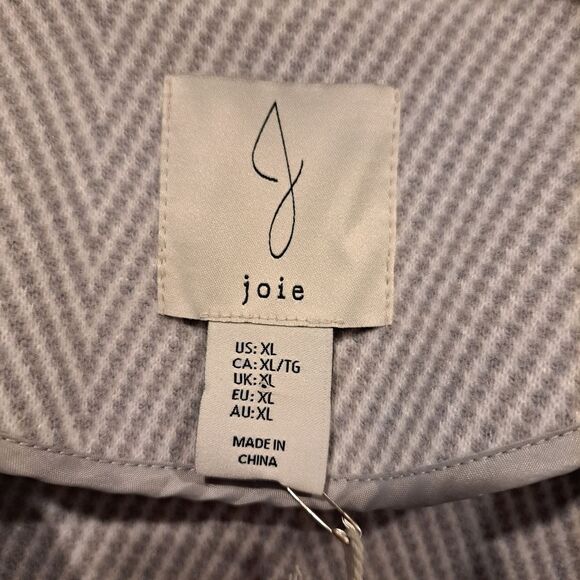 joie
US: XL
CA: XL/TG
UK: XL
EU: XL
AU: XL
MADE IN
CHINA